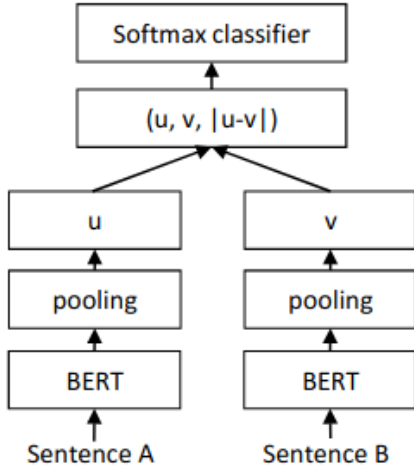 Softmax classifier
(u, v, |u-v|)
u v
pooling pooling
BERT BERT
Sentence A Sentence B